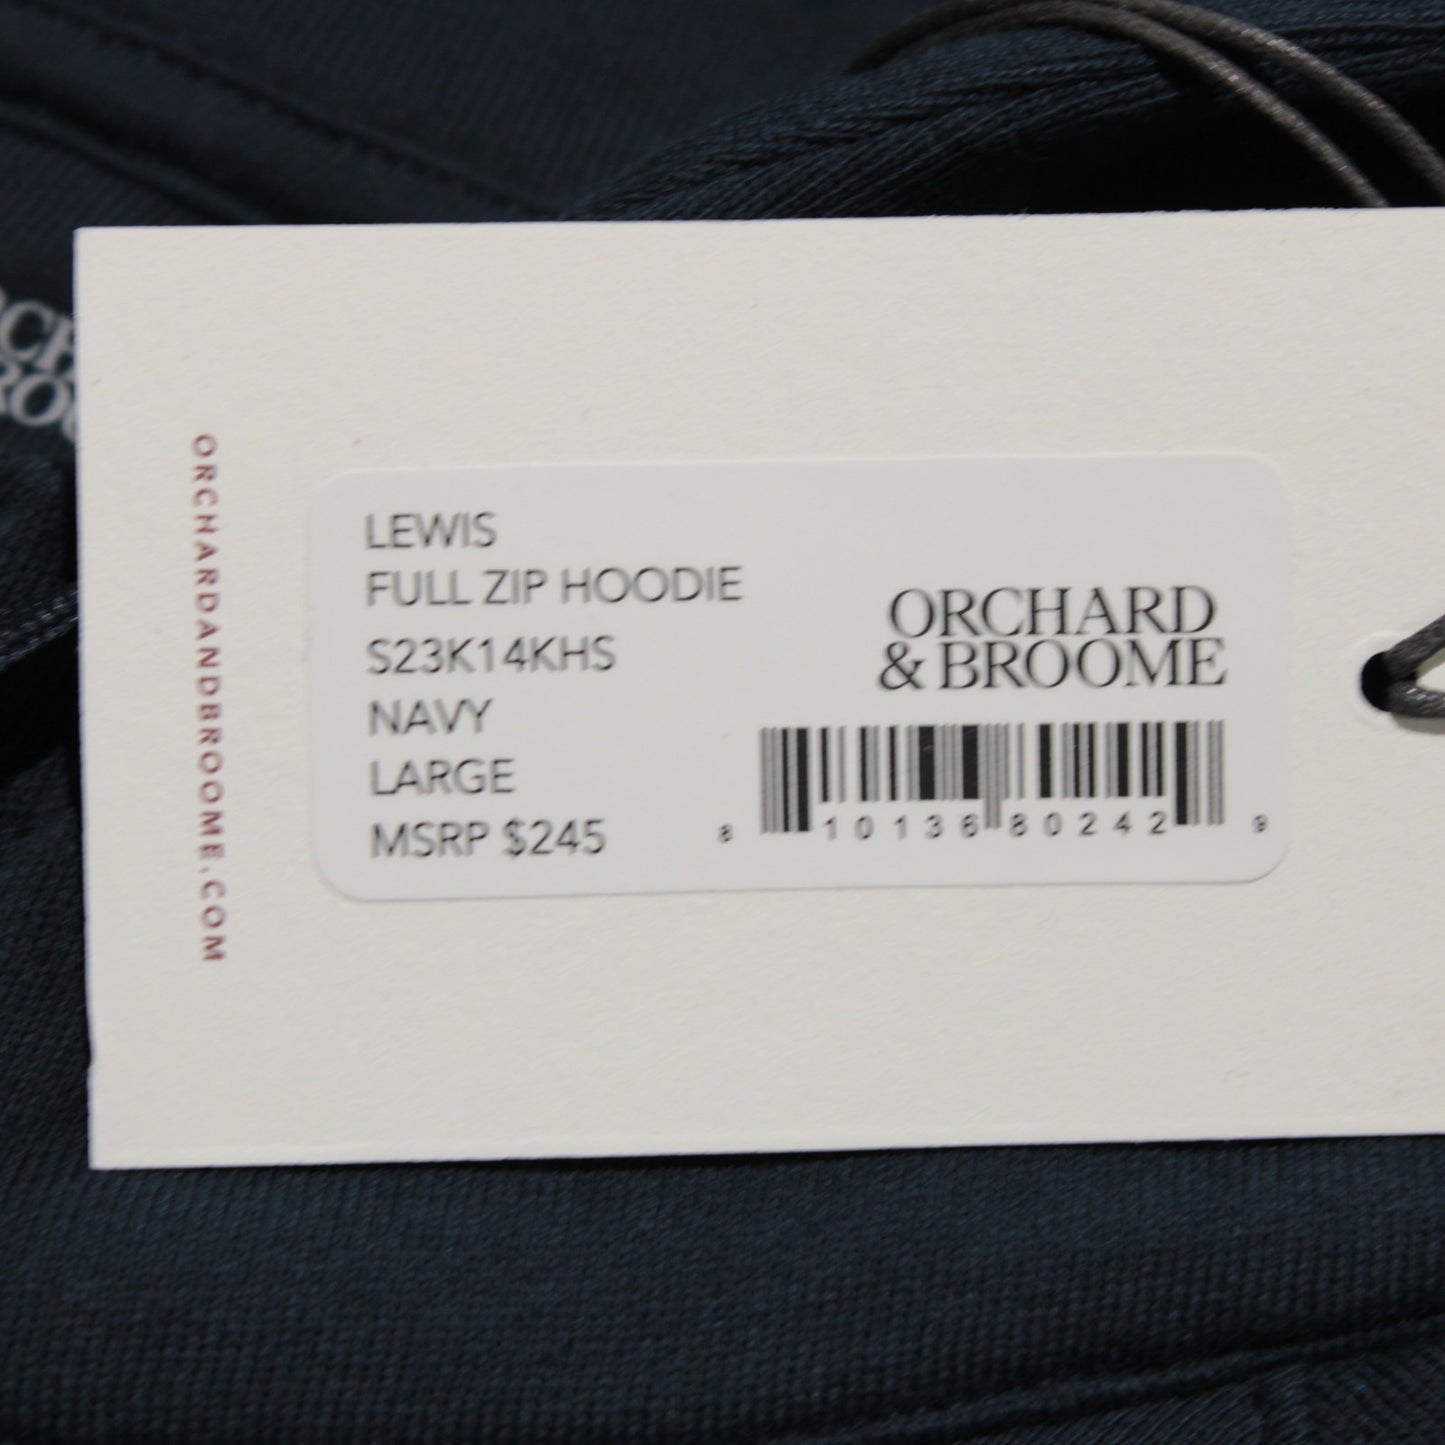 ORCHARDANDBROOME.COM
LEWIS
FULL ZIP HOODIE
S23K14KHS
NAVY
LARGE
MSRP $245
ORCHARD
& BROOME
8 10136 80242 9